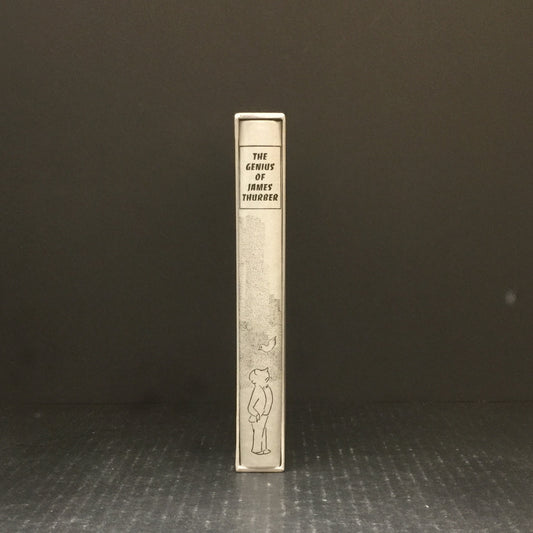 THE
GENIUS
OF
JAMES
THURBER